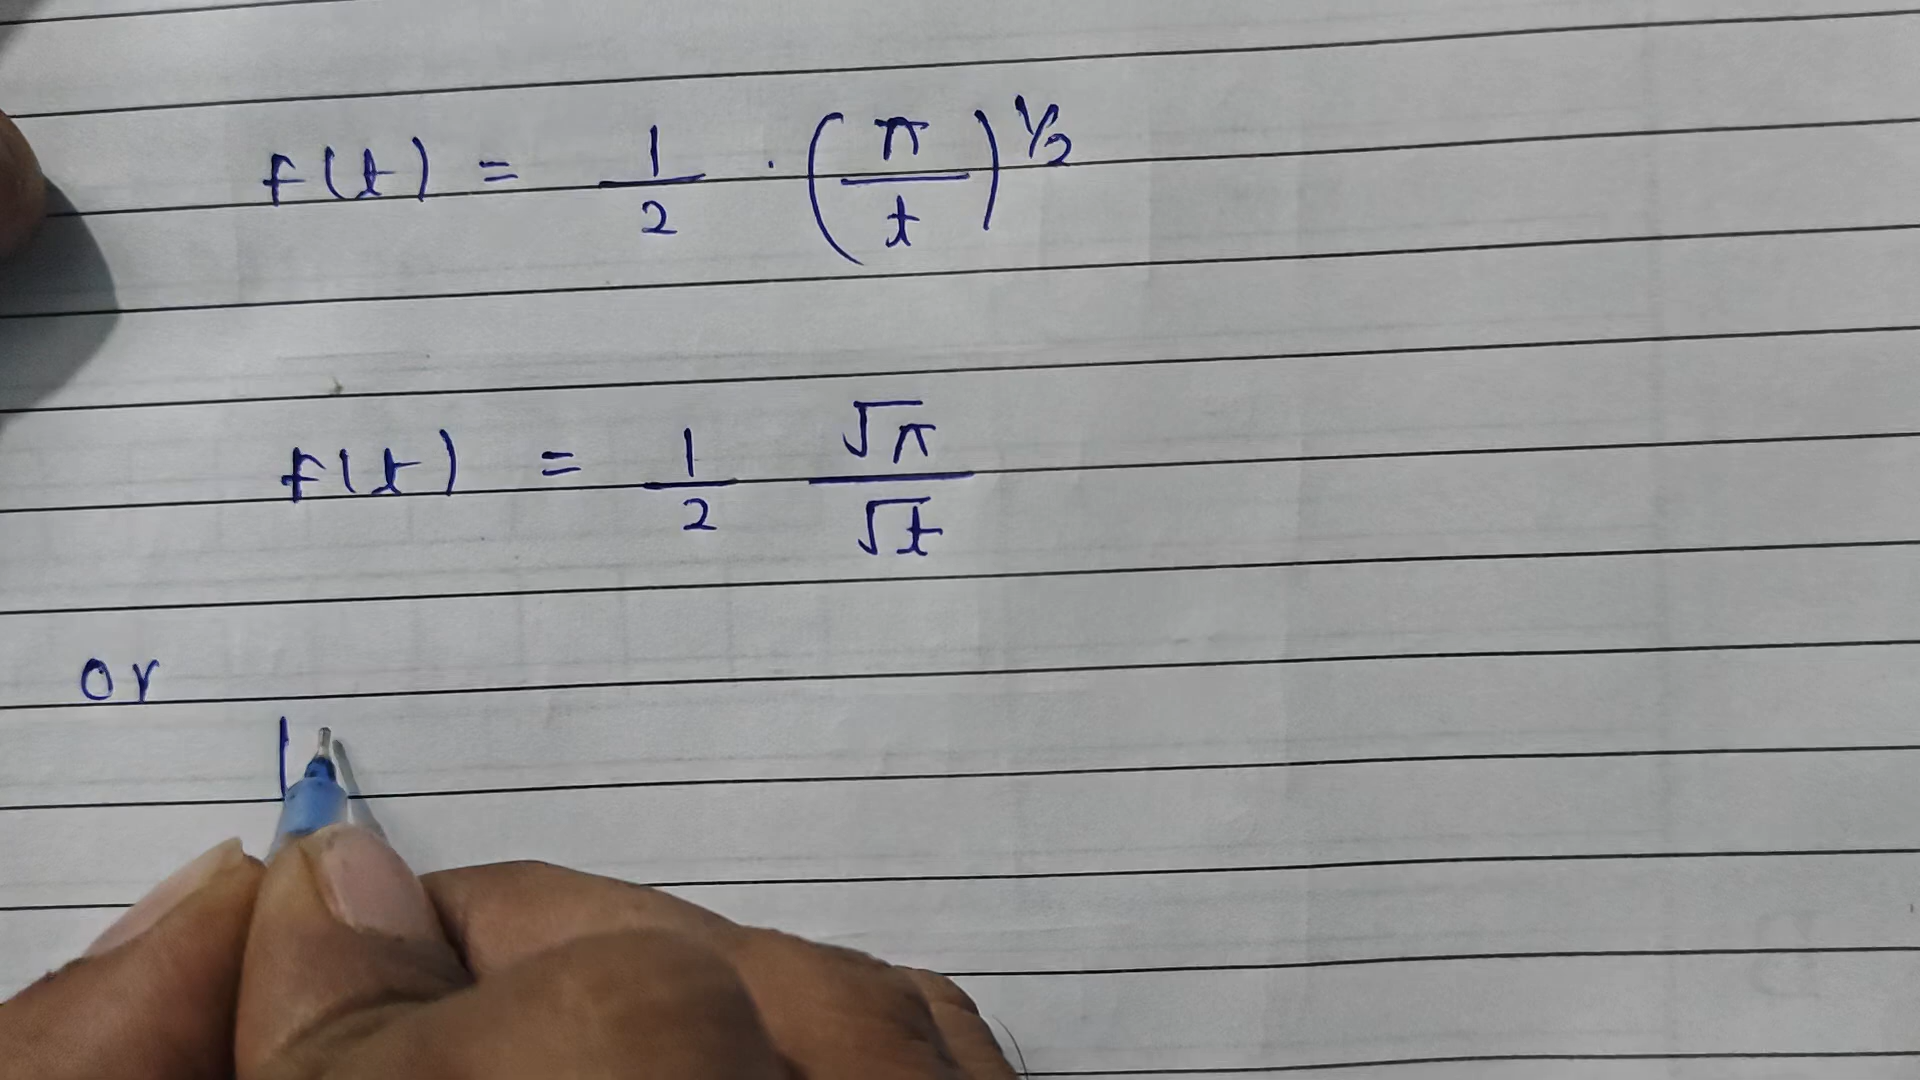 f(t) = 1/2 · (π/t)^1/2
f(t) = 1/2 √π/√t
or